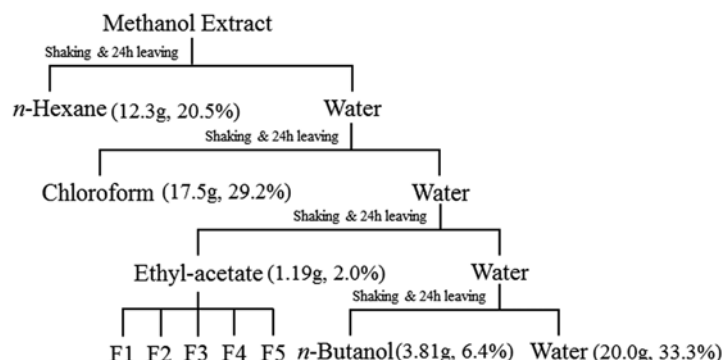 Methanol Extract
Shaking & 24h leaving
n-Hexane (12.3g, 20.5%) Water
Shaking & 24h leaving
Chloroform (17.5g, 29.2%) Water
Shaking & 24h leaving
Ethyl-acetate (1.19g, 2.0%) Water
Shaking & 24h leaving
F1 F2 F3 F4 F5 n-Butanol (3.81g, 6.4%) Water (20.0g, 33.3%)